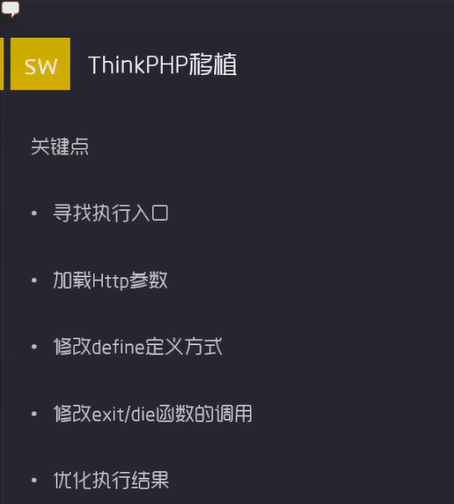 SW ThinkPHP移植
关键点
• 寻找执行入口
• 加载Http参数
• 修改define定义方式
• 修改exit/die函数的调用
• 优化执行结果